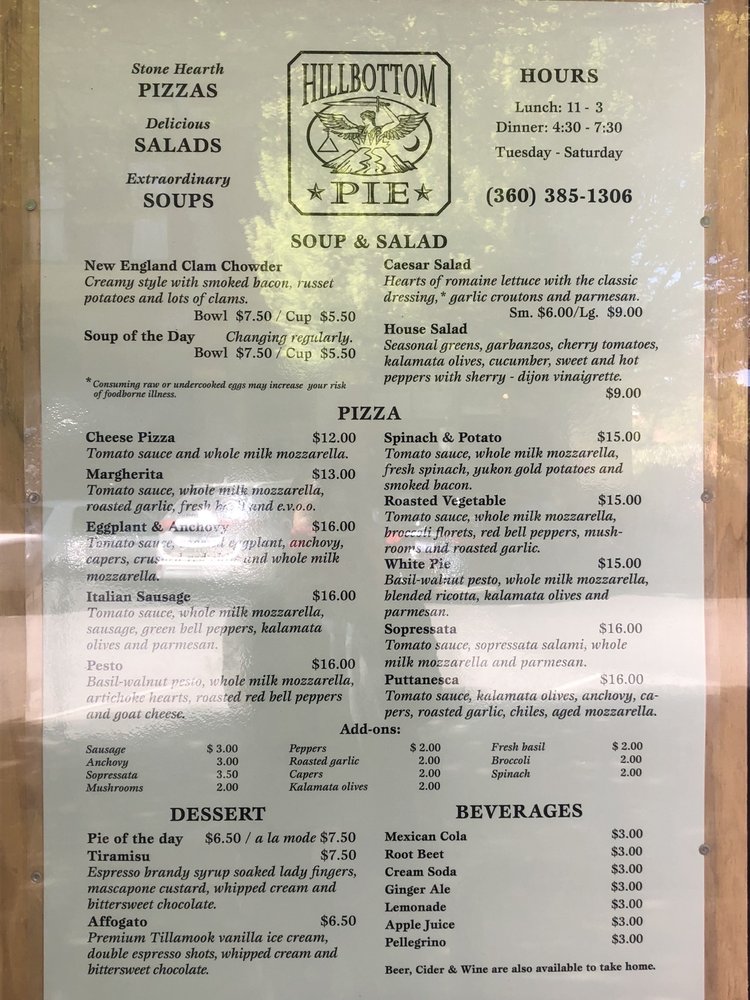 Stone Hearth
PIZZAS
Delicious
SALADS
Extraordinary
SOUPS
HILLBOTTOM
PIE
HOURS
Lunch: 11 - 3
Dinner: 4:30 - 7:30
Tuesday - Saturday
(360) 385-1306
SOUP & SALAD
New England Clam Chowder
Creamy style with smoked bacon, russet
potatoes and lots of clams.
Bowl $7.50 / Cup $5.50
Soup of the Day Changing regularly.
Bowl $7.50 / Cup $5.50
*Consuming raw or undercooked eggs may increase your risk
of foodborne illness.
Caesar Salad
Hearts of romaine lettuce with the classic
dressing,* garlic croutons and parmesan.
Sm. $6.00/Lg. $9.00
House Salad
Seasonal greens, garbanzos, cherry tomatoes,
kalamata olives, cucumber, sweet and hot
peppers with sherry - dijon vinaigrette.
$9.00
PIZZA
Cheese Pizza $12.00
Tomato sauce and whole milk mozzarella.
Margherita $13.00
Tomato sauce, whole milk mozzarella,
roasted garlic, fresh basil and e.v.o.o.
Eggplant & Anchovy $16.00
Tomato sauce, eggplant, anchovy,
capers, and whole milk
mozzarella.
Italian Sausage $16.00
Tomato sauce, whole milk mozzarella,
sausage, green bell peppers, kalamata
olives and parmesan.
Pesto $16.00
Basil-walnut pesto, whole milk mozzarella,
artichoke hearts, roasted red bell peppers
and goat cheese.
Spinach & Potato $15.00
Tomato sauce, whole milk mozzarella,
fresh spinach, yukon gold potatoes and
smoked bacon.
Roasted Vegetable $15.00
Tomato sauce, whole milk mozzarella,
broccoli florets, red bell peppers, mush-
rooms and roasted garlic.
White Pie $15.00
Basil-walnut pesto, whole milk mozzarella,
blended ricotta, kalamata olives and
parmesan.
Sopressata $16.00
Tomato sauce, sopressata salami, whole
milk mozzarella and parmesan.
Puttanesca $16.00
Tomato sauce, kalamata olives, anchovy, ca-
pers, roasted garlic, chiles, aged mozzarella.
Add-ons:
Sausage $ 3.00
Anchovy 3.00
Sopressata 3.50
Mushrooms 2.00
Peppers $ 2.00
Roasted garlic 2.00
Capers 2.00
Kalamata olives 2.00
Fresh basil $ 2.00
Broccoli 2.00
Spinach 2.00
DESSERT
Pie of the day $6.50 / a la mode $7.50
Tiramisu $7.50
Espresso brandy syrup soaked lady fingers,
mascapone custard, whipped cream and
bittersweet chocolate.
Affogato $6.50
Premium Tillamook vanilla ice cream,
double espresso shots, whipped cream and
bittersweet chocolate.
BEVERAGES
Mexican Cola $3.00
Root Beet $3.00
Cream Soda $3.00
Ginger Ale $3.00
Lemonade $3.00
Apple Juice $3.00
Pellegrino $3.00
Beer, Cider & Wine are also available to take home.